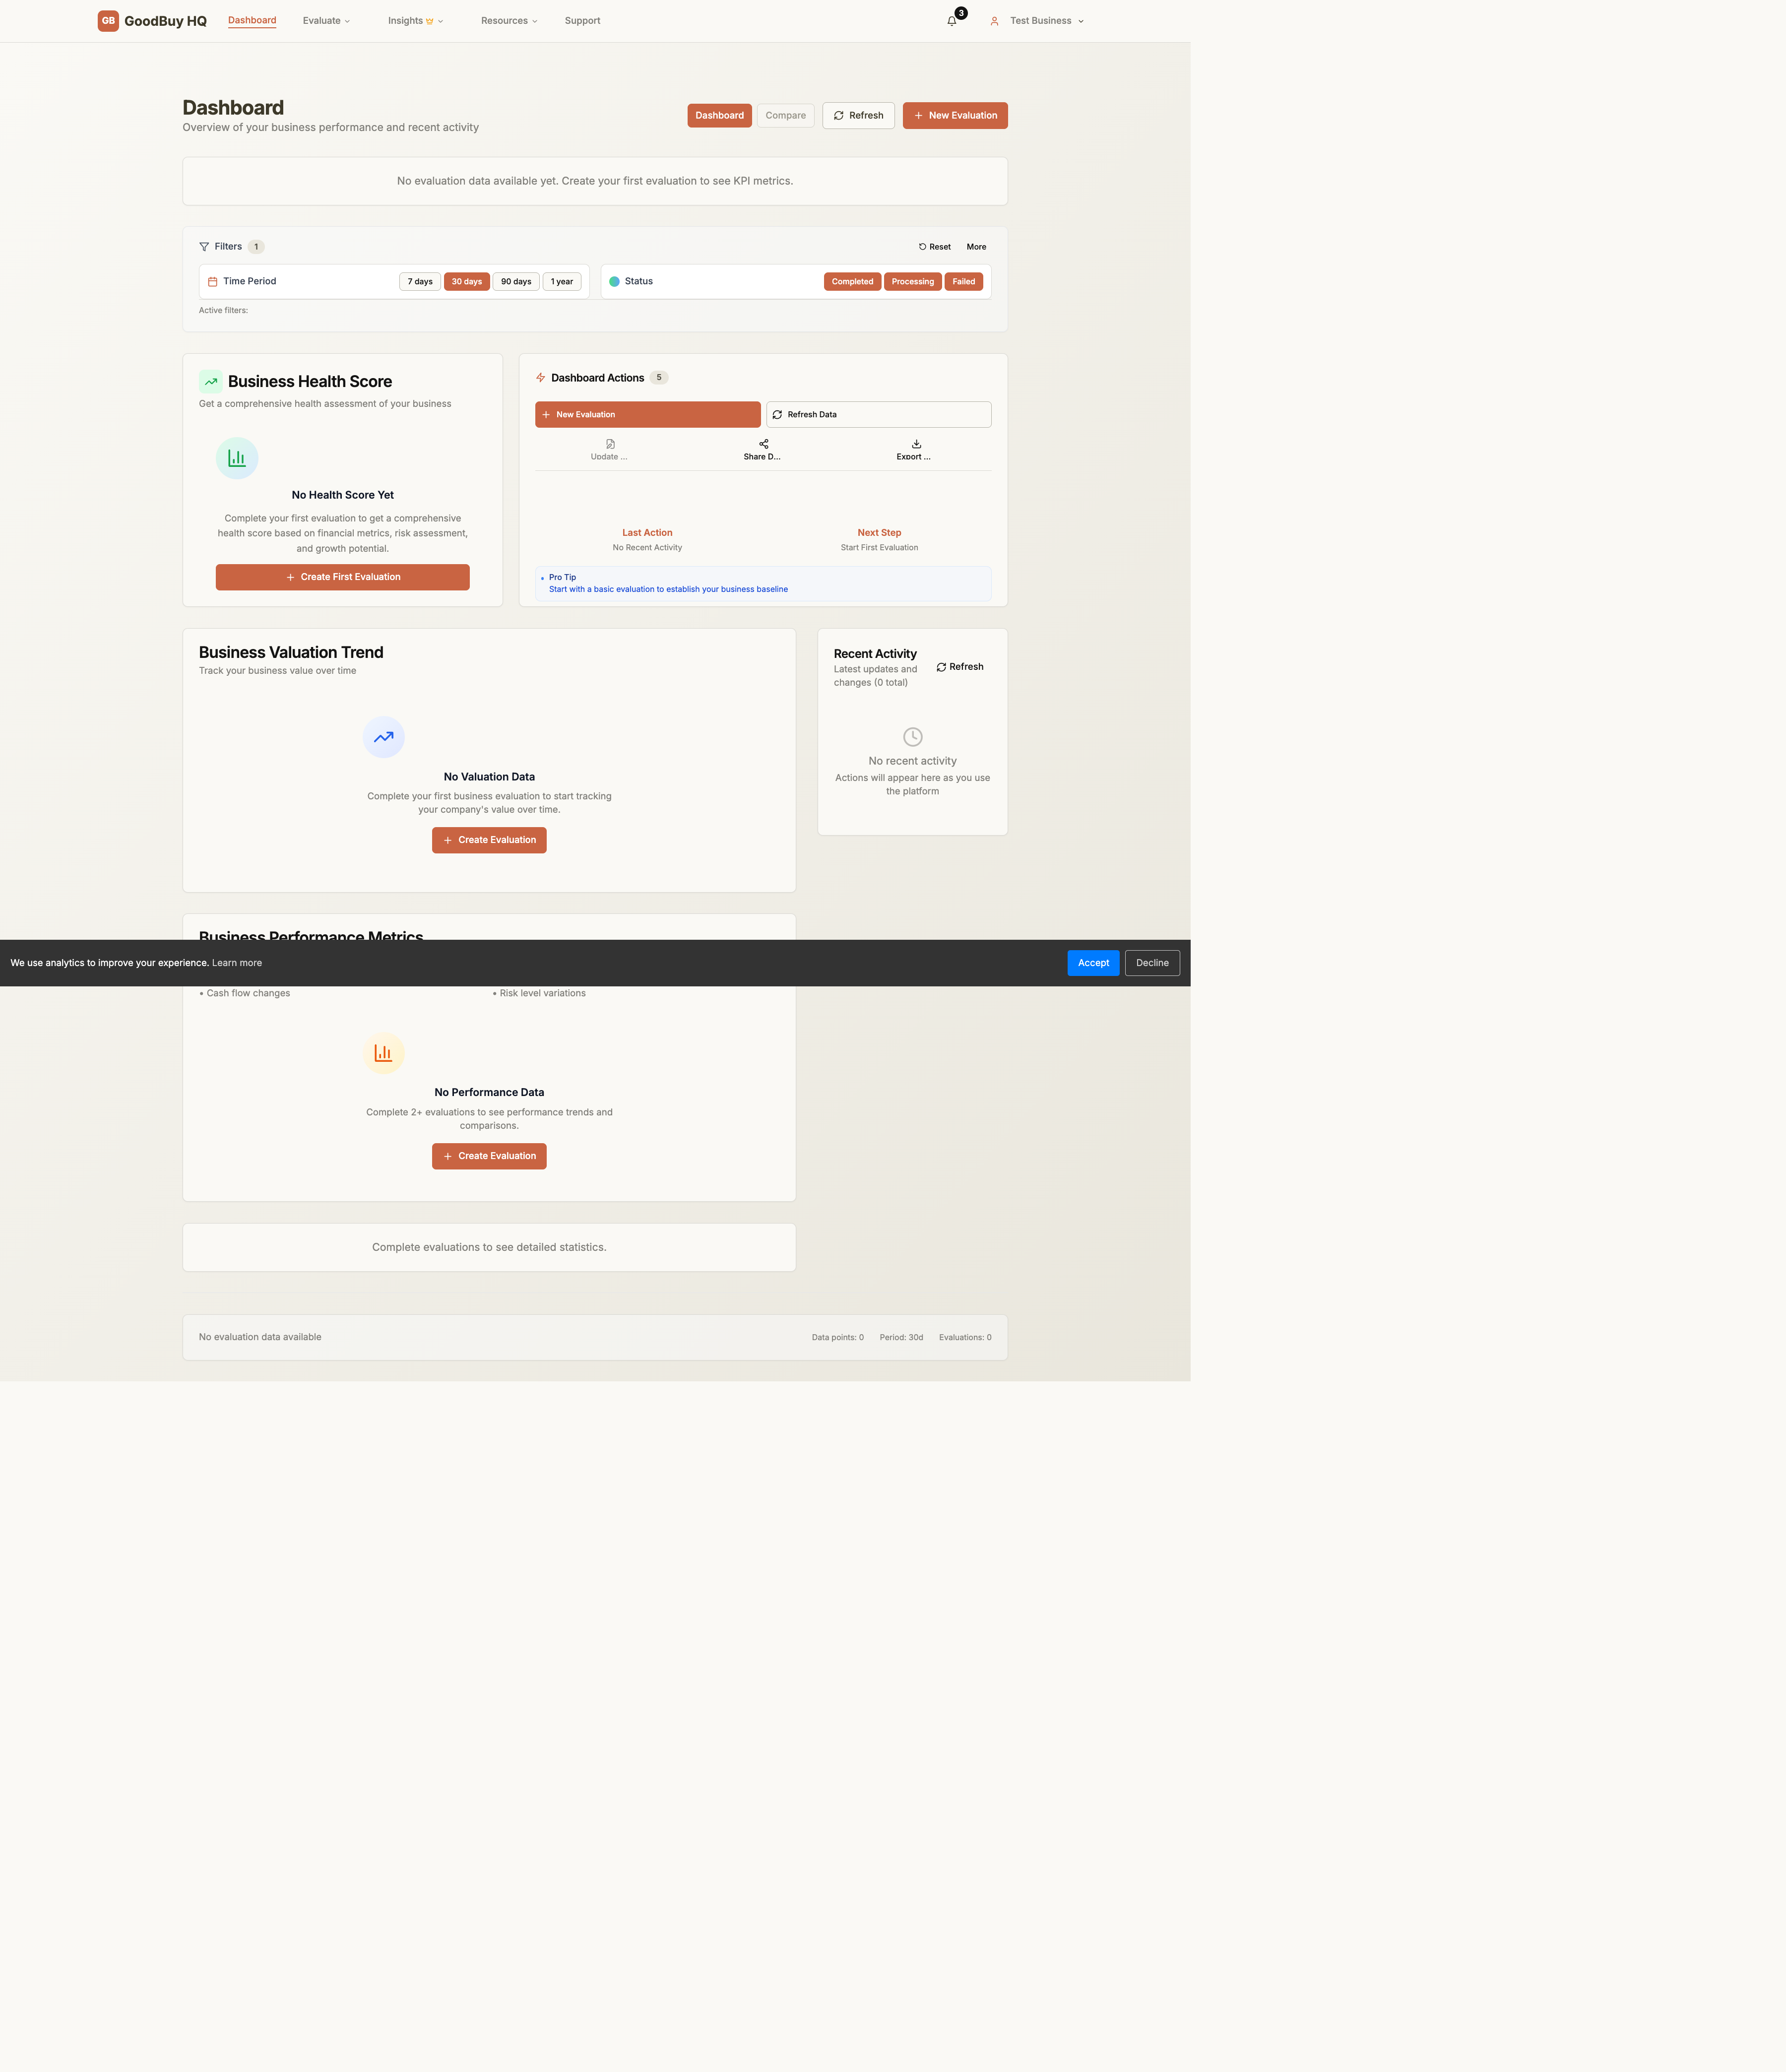 GB GoodBuy HQ Dashboard Evaluate Insights Resources Support 3 Test Business
Dashboard
Overview of your business performance and recent activity
Dashboard Compare Refresh New Evaluation
No evaluation data available yet. Create your first evaluation to see KPI metrics.
Filters 1 Reset More
Time Period 7 days 30 days 90 days 1 year Status Completed Processing Failed
Active filters:
Business Health Score
Get a comprehensive health assessment of your business
No Health Score Yet
Complete your first evaluation to get a comprehensive
health score based on financial metrics, risk assessment,
and growth potential.
Create First Evaluation
Dashboard Actions 5
New Evaluation Refresh Data
Update ... Share D... Export ...
Last Action Next Step
No Recent Activity Start First Evaluation
• Pro Tip
Start with a basic evaluation to establish your business baseline
Business Valuation Trend
Track your business value over time
No Valuation Data
Complete your first business evaluation to start tracking
your company's value over time.
Create Evaluation
Recent Activity
Latest updates and
changes (0 total)
Refresh
No recent activity
Actions will appear here as you use
the platform
Business Performance Metrics
We use analytics to improve your experience. Learn more Accept Decline
• Cash flow changes • Risk level variations
No Performance Data
Complete 2+ evaluations to see performance trends and
comparisons.
Create Evaluation
Complete evaluations to see detailed statistics.
No evaluation data available Data points: 0 Period: 30d Evaluations: 0